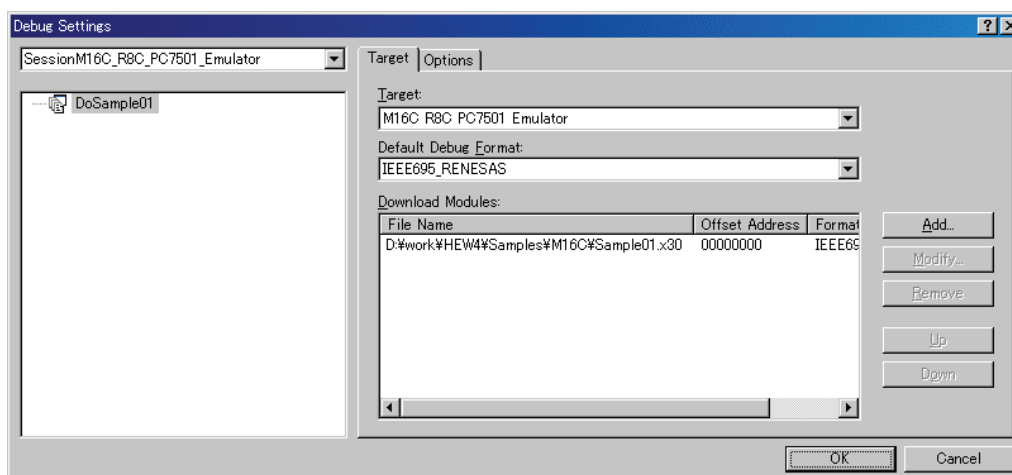 Debug Settings
SessionM16C_R8C_PC7501_Emulator
DoSample01
Target
Options
Target:
M16C R8C PC7501 Emulator
Default Debug Format:
IEEE695_RENESAS
Download Modules:
File Name Offset Address Format
D:¥work¥HEW4¥Samples¥M16C¥Sample01.x30 00000000 IEEE69
Add...
Modify...
Remove
Up
Down
OK Cancel